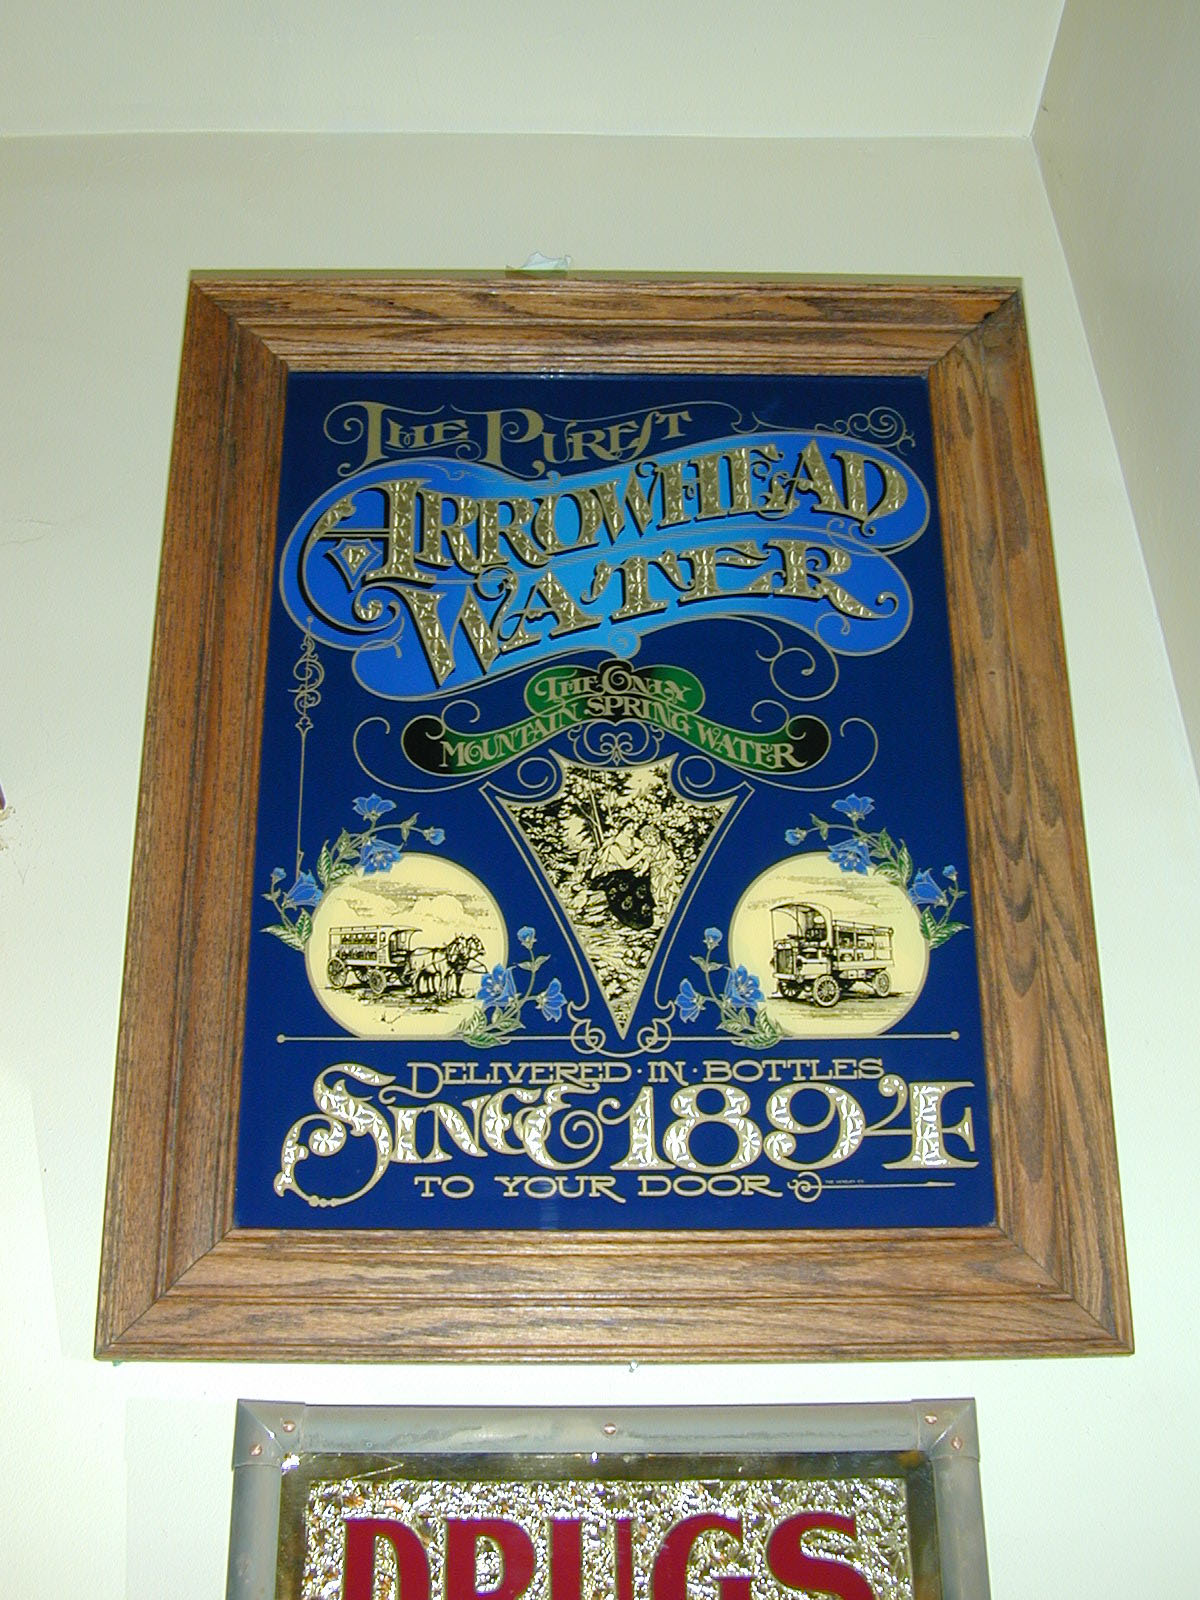 The Purest
Arrowhead
Water
The Only
Mountain Spring Water
Delivered·in·Bottles
Since 1894
to your door
DRUGS